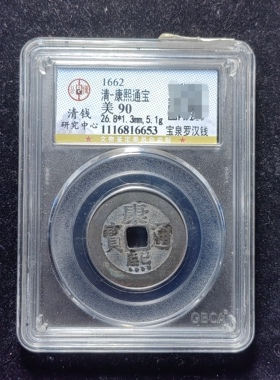 1662
清-康熙通宝
美 90
26.8*1.3mm,5.1g
1116816653
清钱
研究中心
宝泉罗汉钱
康熙通寶
GBCA